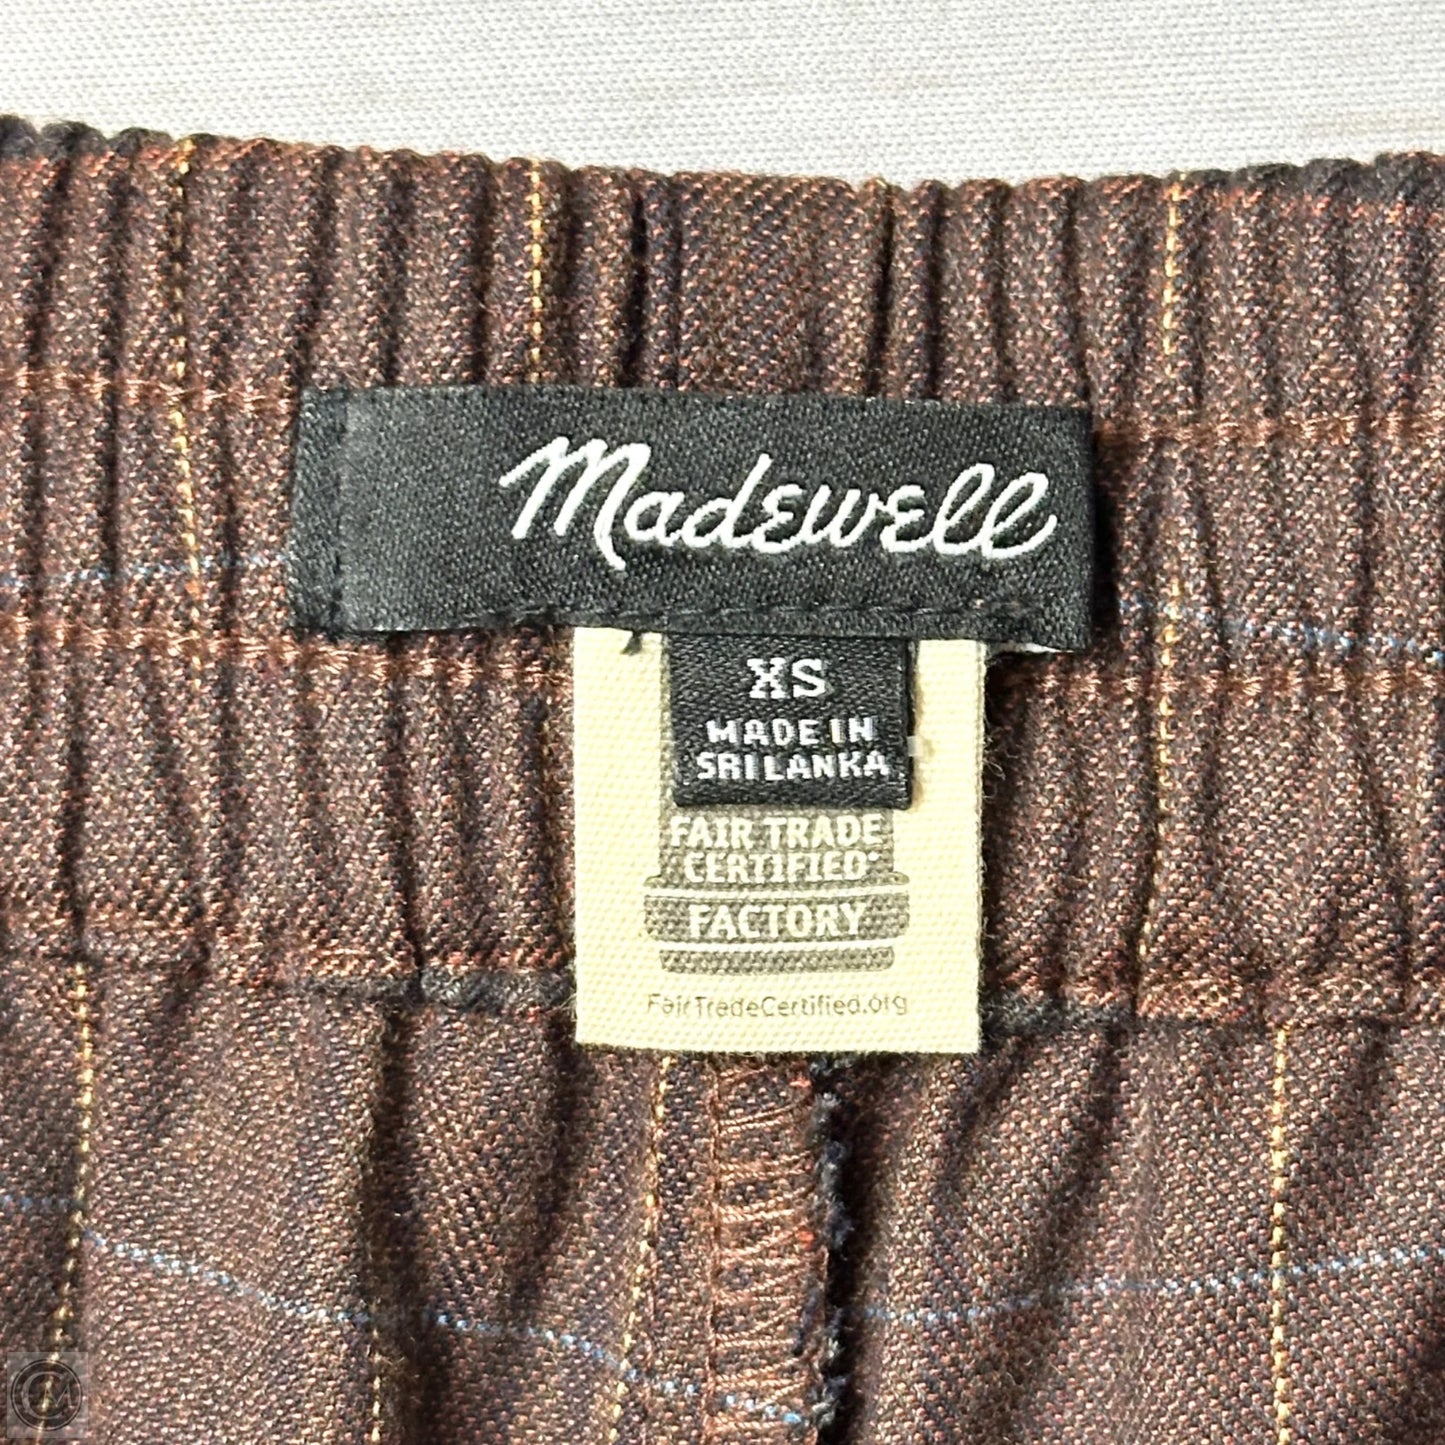 Madewell
XS
MADE IN
SRI LANKA
FAIR TRADE
CERTIFIED
FACTORY
FairTradeCertified.org